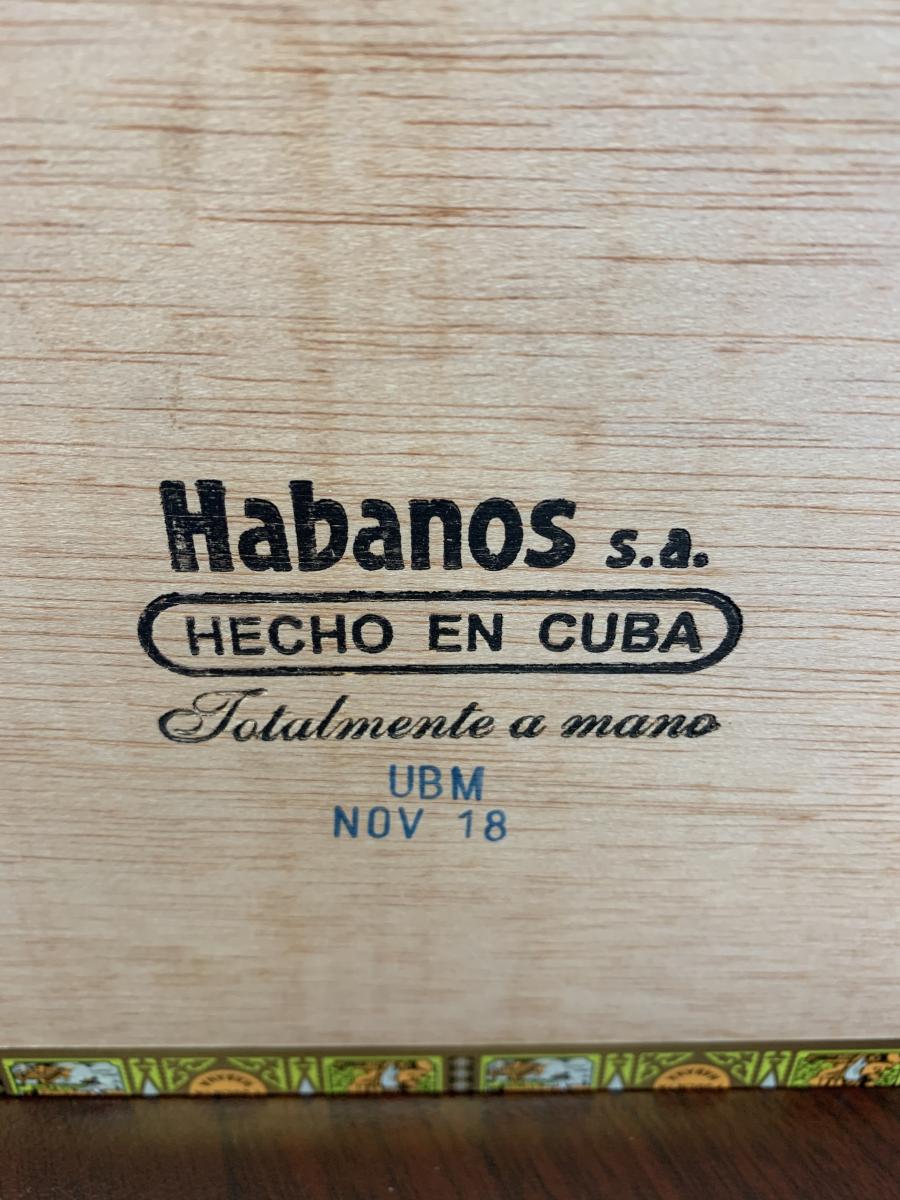 Habanos s.a.
HECHO EN CUBA
Totalmente a mano
UBM
NOV 18